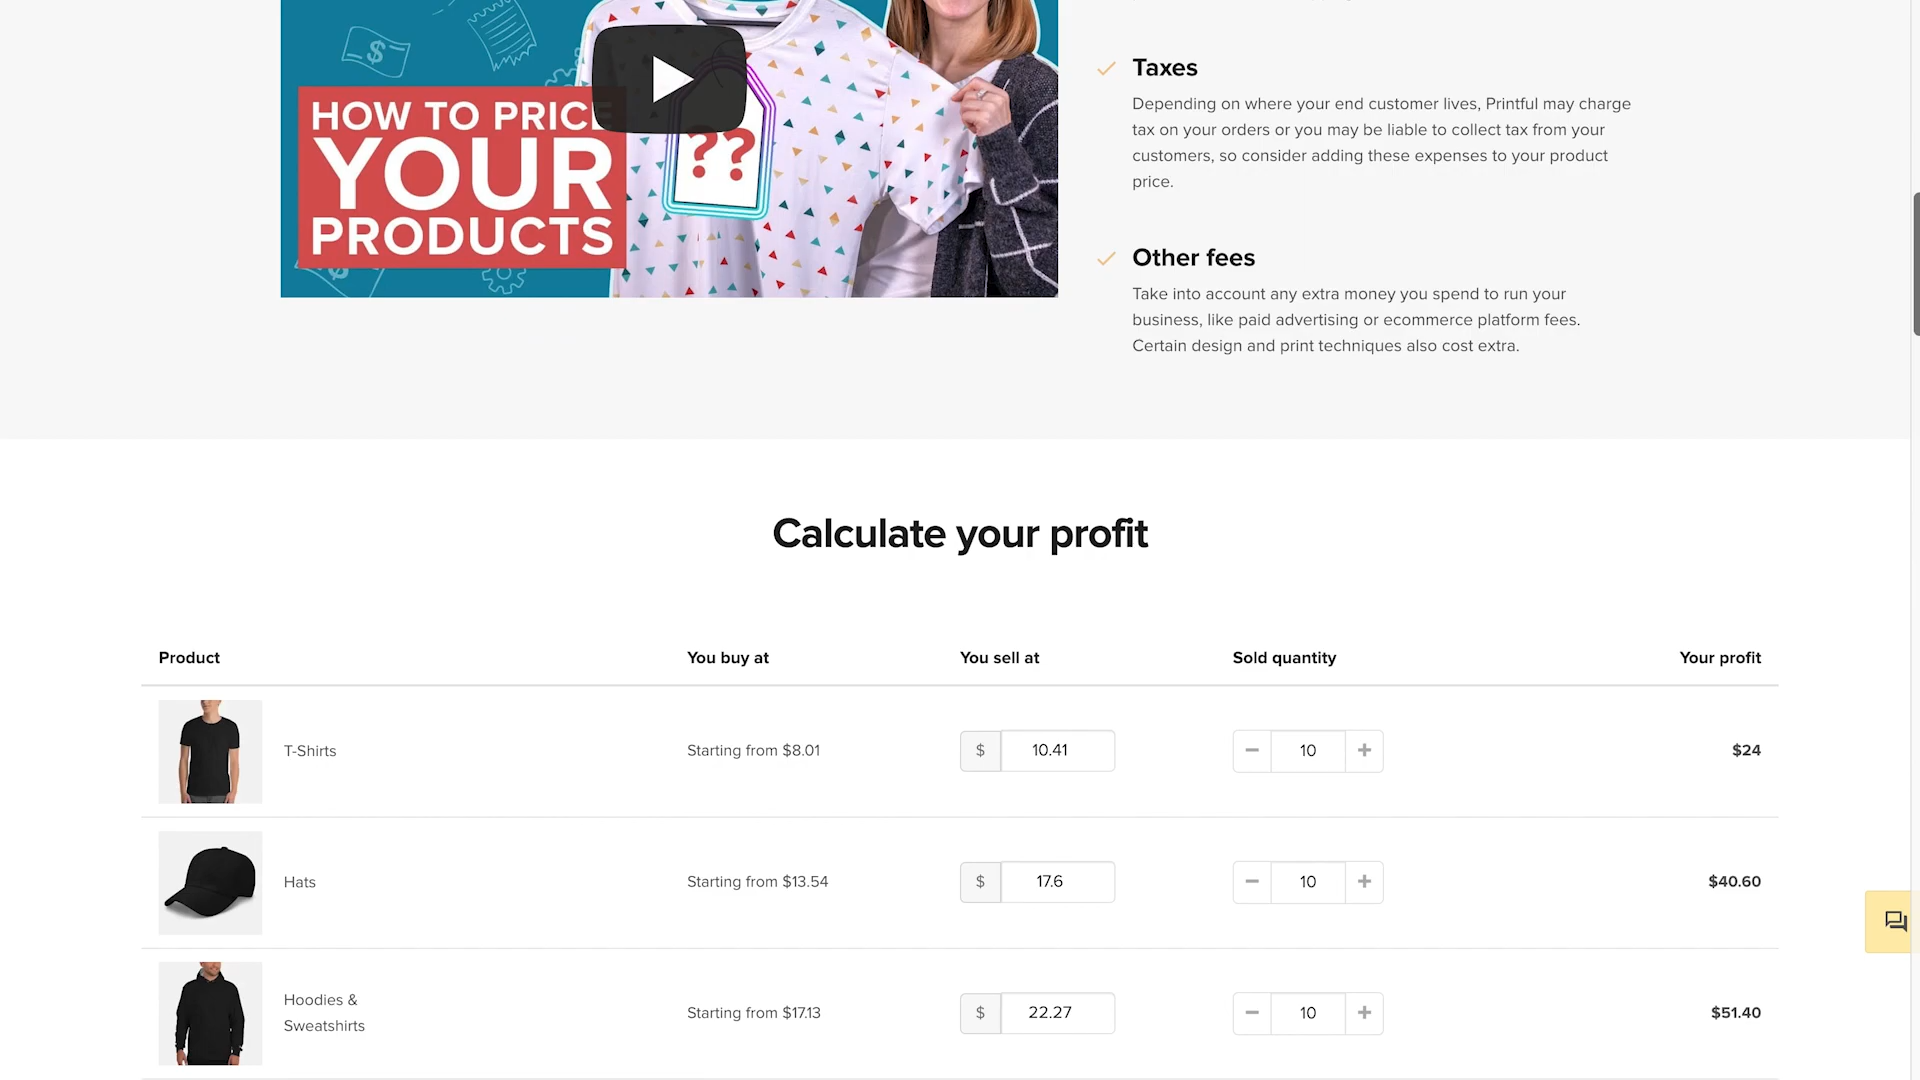 HOW TO PRICE
YOUR
PRODUCTS
??
$
$
Taxes
Depending on where your end customer lives, Printful may charge
tax on your orders or you may be liable to collect tax from your
customers, so consider adding these expenses to your product
price.
Other fees
Take into account any extra money you spend to run your
business, like paid advertising or ecommerce platform fees.
Certain design and print techniques also cost extra.
Calculate your profit
Product You buy at You sell at Sold quantity Your profit
T-Shirts Starting from $8.01 $ 10.41 − 10 + $24
Hats Starting from $13.54 $ 17.6 − 10 + $40.60
Hoodies &
Sweatshirts Starting from $17.13 $ 22.27 − 10 + $51.40